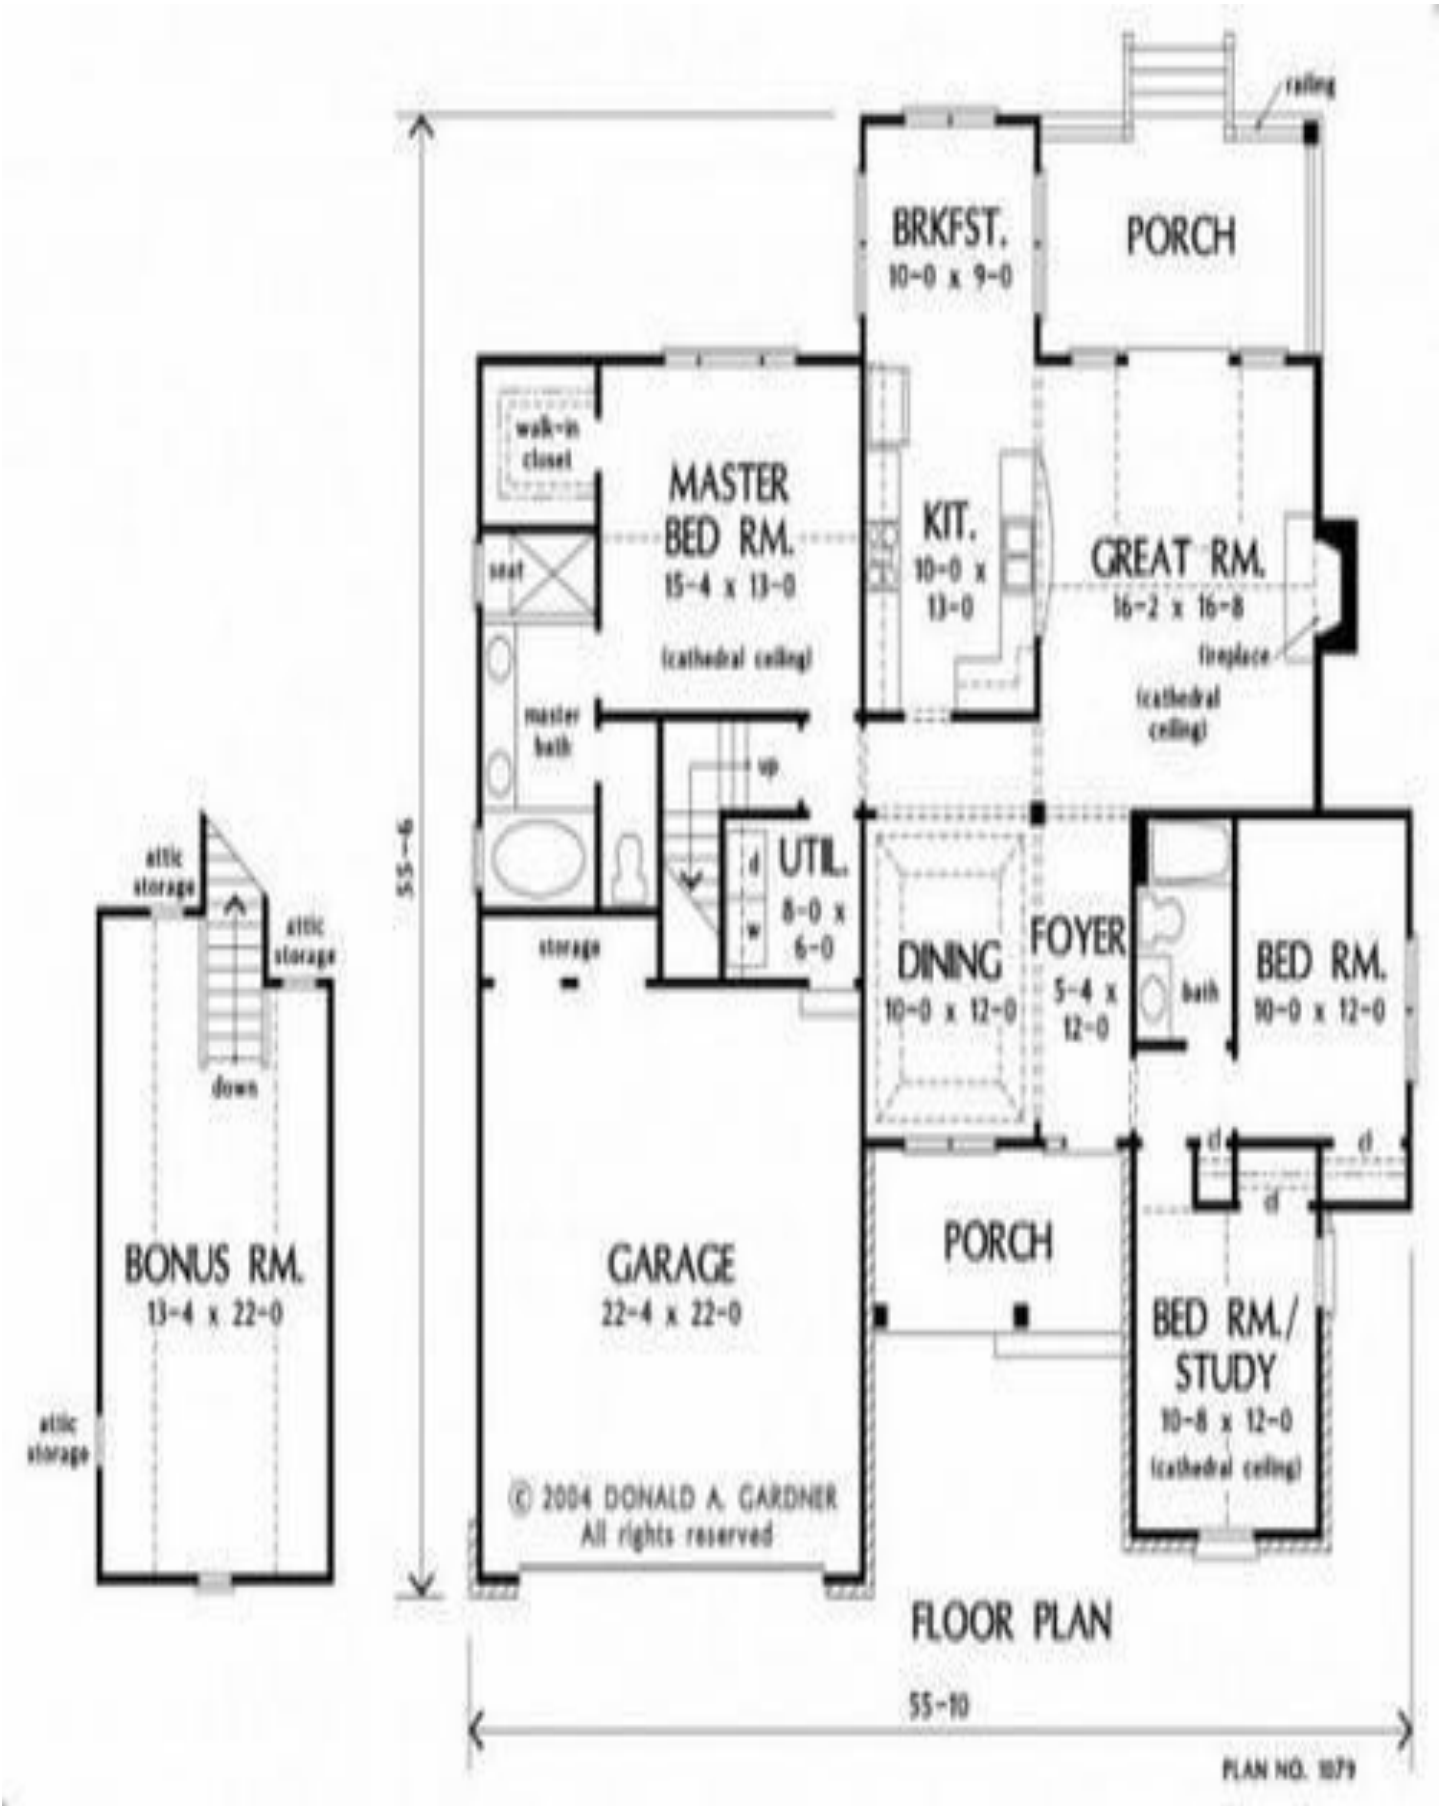 railing
BRKFST.
10-0 x 9-0
PORCH
walk-in
closet
MASTER
BED RM.
15-4 x 13-0
(cathedral ceiling)
seat
KIT.
10-0 x
13-0
GREAT RM.
16-2 x 16-8
fireplace
(cathedral
ceiling)
master
bath
up
55-6
UTIL.
8-0 x
6-0
d
w
storage
DINING
10-0 x 12-0
FOYER
5-4 x
12-0
bath
BED RM.
10-0 x 12-0
cl
cl
cl
attic
storage
attic
storage
down
BONUS RM.
13-4 x 22-0
attic
storage
GARAGE
22-4 x 22-0
PORCH
BED RM./
STUDY
10-8 x 12-0
(cathedral ceiling)
© 2004 DONALD A. GARDNER
All rights reserved
FLOOR PLAN
55-10
PLAN NO. 1079